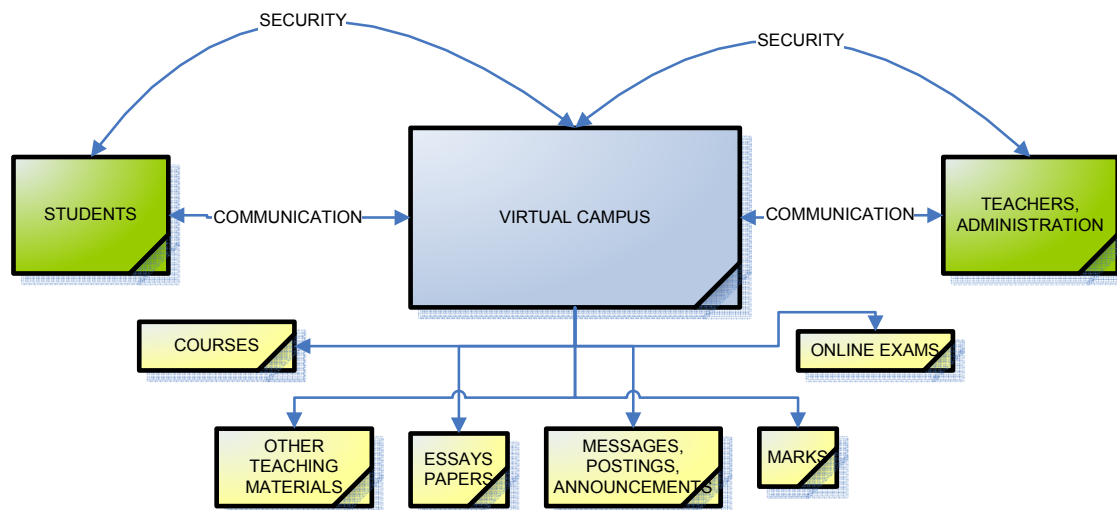 SECURITY
SECURITY
STUDENTS
COMMUNICATION
VIRTUAL CAMPUS
COMMUNICATION
TEACHERS,
ADMINISTRATION
COURSES
ONLINE EXAMS
OTHER
TEACHING
MATERIALS
ESSAYS
PAPERS
MESSAGES,
POSTINGS,
ANNOUNCEMENTS
MARKS